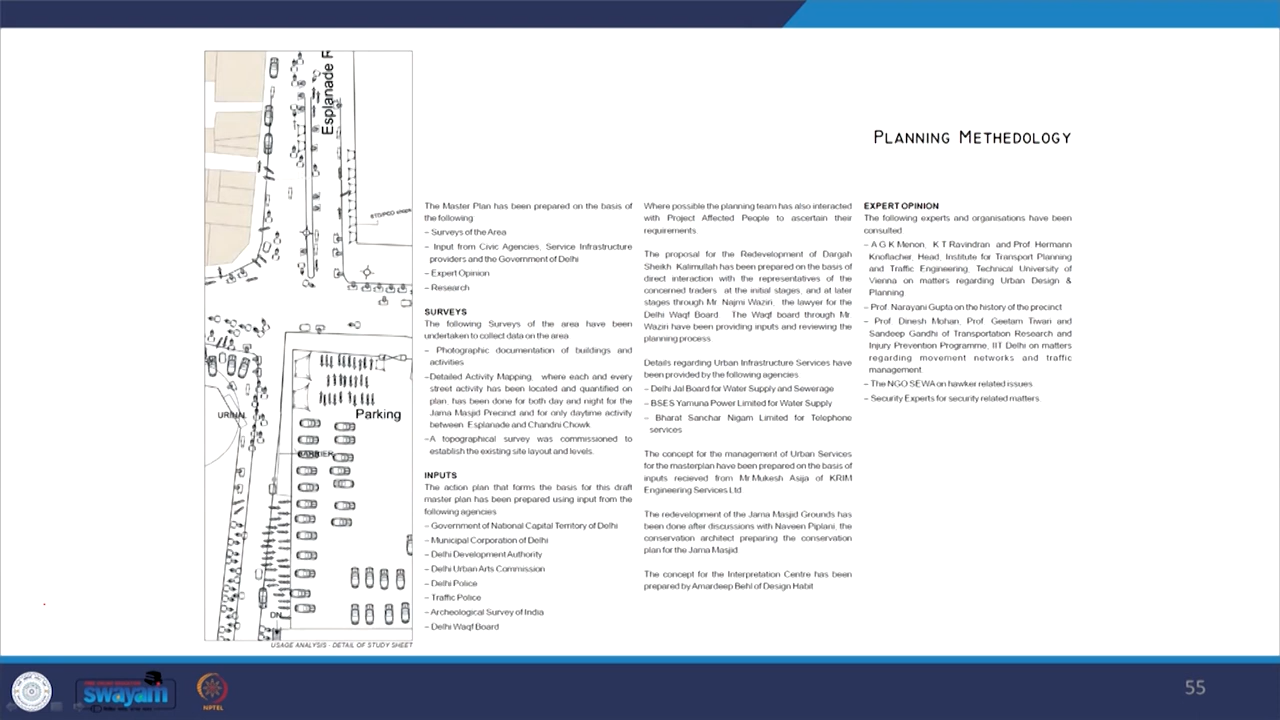 PLANNING METHEDOLOGY
Esplanade R
STD/PCO
URINAL
Parking
BARRIER
DN
USAGE ANALYSIS - DETAIL OF STUDY SHEET
The Master Plan has been prepared on the basis of
the following
– Surveys of the Area
– Input from Civic Agencies, Service Infrastructure
providers and the Government of Delhi
– Expert Opinion
– Research
SURVEYS
The following Surveys of the area have been
undertaken to collect data on the area
– Photographic documentation of buildings and
activities
–Detailed Activity Mapping, where each and every
street activity has been located and quantified on
plan, has been done for both day and night for the
Jama Masjid Precinct and for only daytime activity
between Esplanade and Chandni Chowk
–A topographical survey was commissioned to
establish the existing site layout and levels.
INPUTS
The action plan that forms the basis for this draft
master plan has been prepared using input from the
following agencies
– Government of National Capital Territory of Delhi
– Municipal Corporation of Delhi
– Delhi Development Authority
– Delhi Urban Arts Commission
– Delhi Police
– Traffic Police
– Archeological Survey of India
– Delhi Waqf Board
Where possible the planning team has also interacted
with Project Affected People to ascertain their
requirements.
The proposal for the Redevelopment of Dargah
Sheikh Kalimullah has been prepared on the basis of
direct interaction with the representatives of the
concerned traders at the initial stages, and at later
stages through Mr. Najmi Waziri, the lawyer for the
Delhi Waqf Board. The Waqf board through Mr.
Waziri have been providing inputs and reviewing the
planning process
Details regarding Urban Infrastructure Services have
been provided by the following agencies
– Delhi Jal Board for Water Supply and Sewerage
– BSES Yamuna Power Limited for Water Supply
– Bharat Sanchar Nigam Limited for Telephone
services
The concept for the management of Urban Services
for the masterplan have been prepared on the basis of
inputs recieved from Mr Mukesh Asija of KRIM
Engineering Services Ltd
The redevelopment of the Jama Masjid Grounds has
been done after discussions with Naveen Piplani, the
conservation architect preparing the conservation
plan for the Jama Masjid
The concept for the Interpretation Centre has been
prepared by Amardeep Behl of Design Habit
EXPERT OPINION
The following experts and organisations have been
consulted
– A G K Menon, K T Ravindran and Prof Hermann
Knoflacher, Head, Institute for Transport Planning
and Traffic Engineering, Technical University of
Vienna on matters regarding Urban Design &
Planning
– Prof. Narayani Gupta on the history of the precinct
– Prof Dinesh Mohan, Prof Geetam Tiwari and
Sandeep Gandhi of Transportation Research and
Injury Prevention Programme, IIT Delhi on matters
regarding movement networks and traffic
management
– The NGO SEWA on hawker related issues
– Security Experts for security related matters.
swayam
NPTEL
55